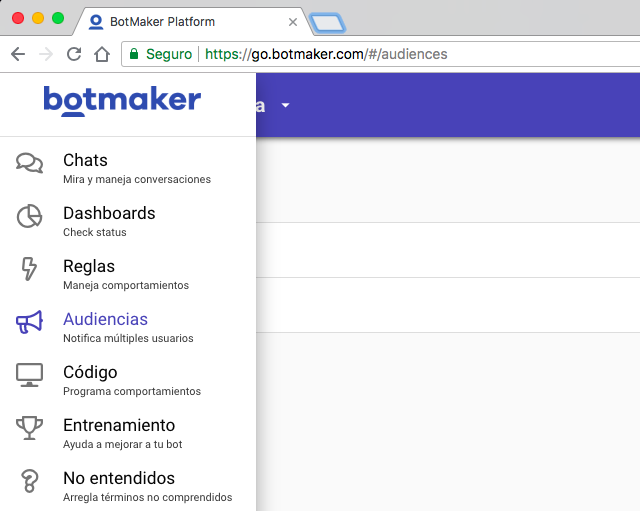 BotMaker Platform
Seguro https://go.botmaker.com/#/audiences
botmaker
a
Chats
Mira y maneja conversaciones
Dashboards
Check status
Reglas
Maneja comportamientos
Audiencias
Notifica múltiples usuarios
Código
Programa comportamientos
Entrenamiento
Ayuda a mejorar a tu bot
No entendidos
Arregla términos no comprendidos